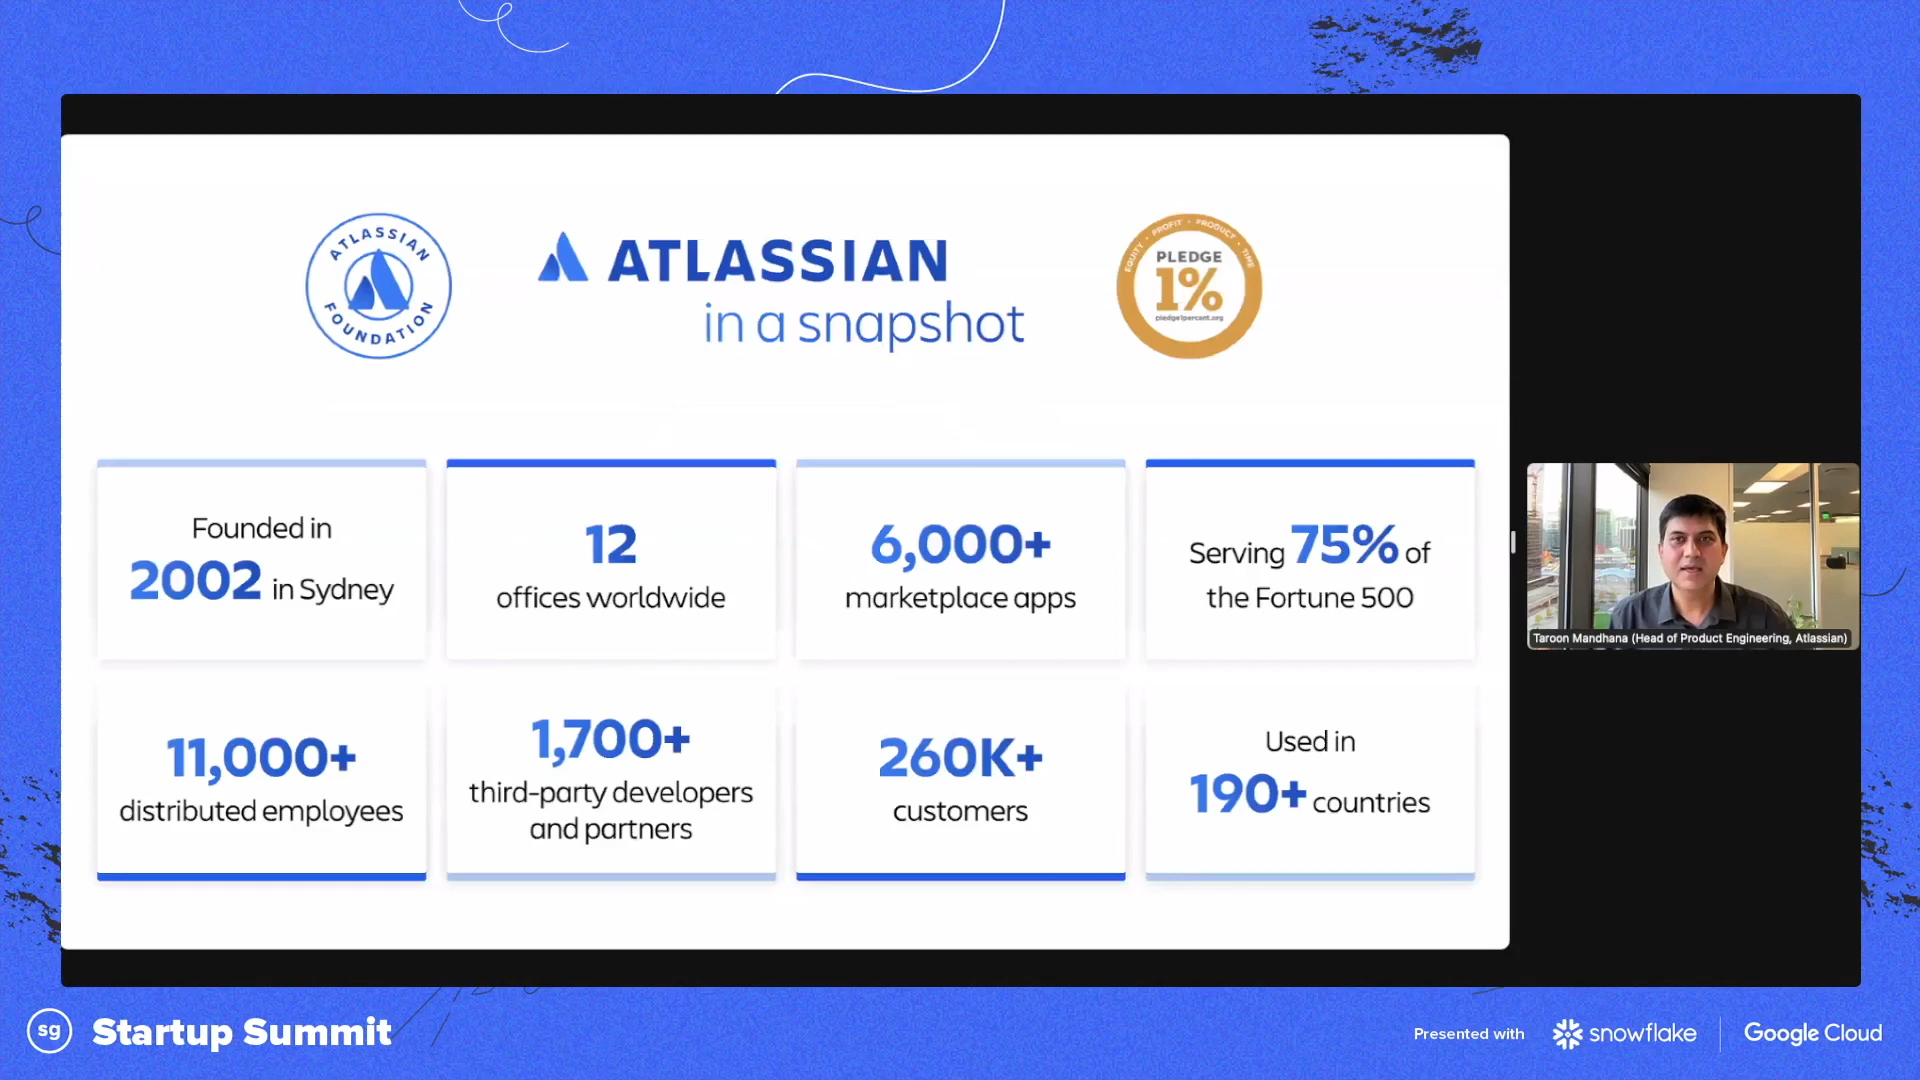 ATLASSIAN
FOUNDATION
ATLASSIAN
in a snapshot
EQUITY • PROFIT • PRODUCT • TIME
PLEDGE
1%
pledge1percent.org
Founded in
2002 in Sydney
12
offices worldwide
6,000+
marketplace apps
Serving 75% of
the Fortune 500
11,000+
distributed employees
1,700+
third-party developers
and partners
260K+
customers
Used in
190+ countries
Taroon Mandhana (Head of Product Engineering, Atlassian)
sg Startup Summit
Presented with
snowflake
Google Cloud